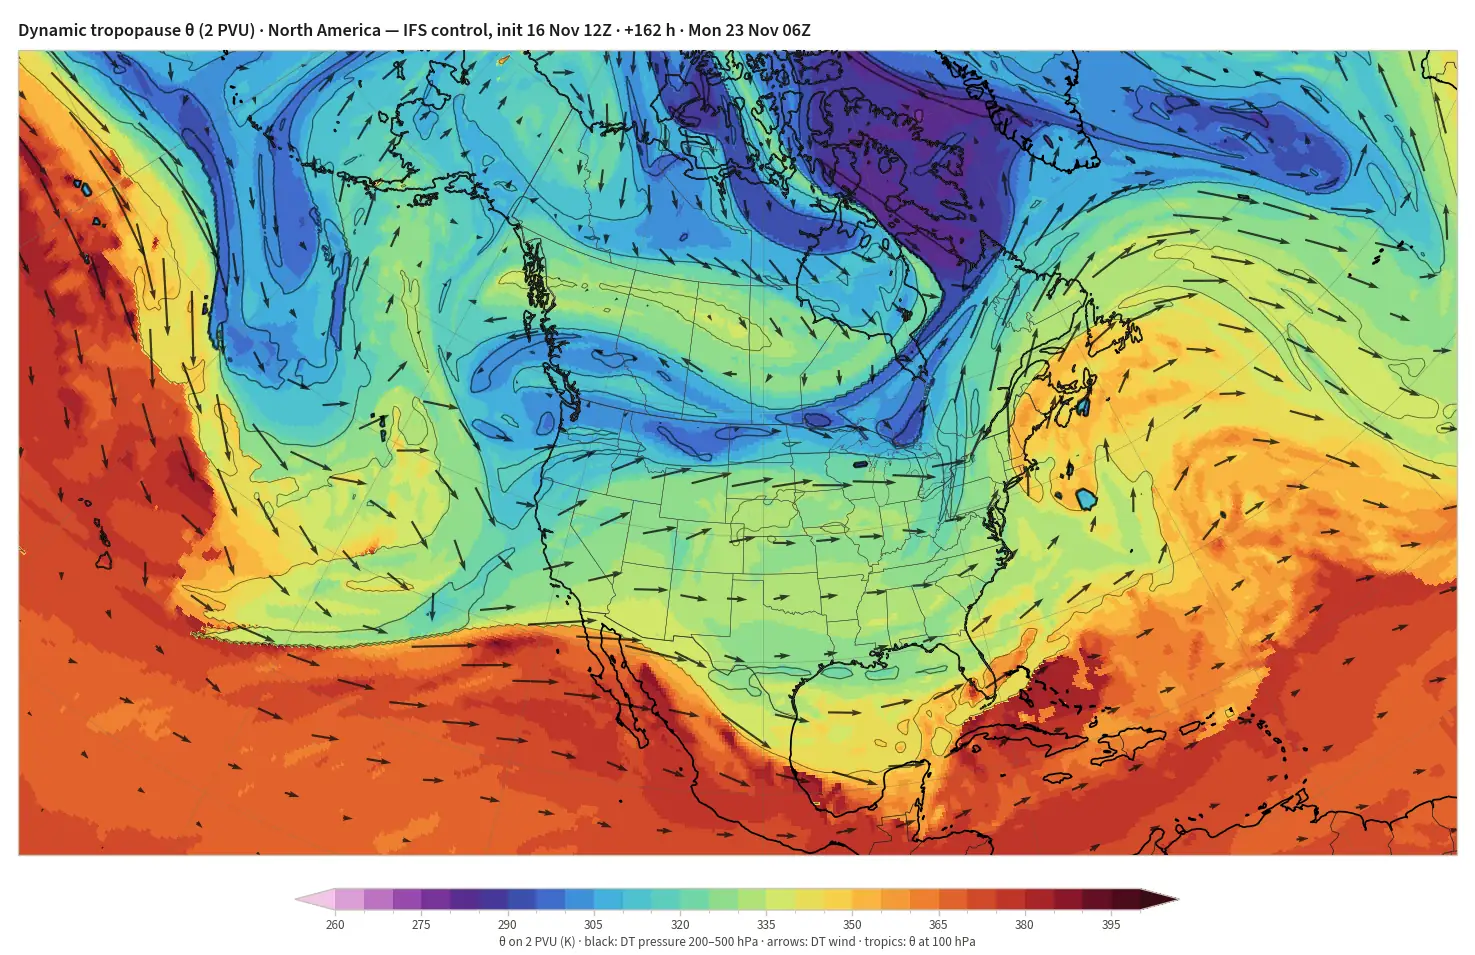 Dynamic tropopause θ (2 PVU) · North America — IFS control, init 16 Nov 12Z · +162 h · Mon 23 Nov 06Z
260 275 290 305 320 335 350 365 380 395
θ on 2 PVU (K) · black: DT pressure 200–500 hPa · arrows: DT wind · tropics: θ at 100 hPa